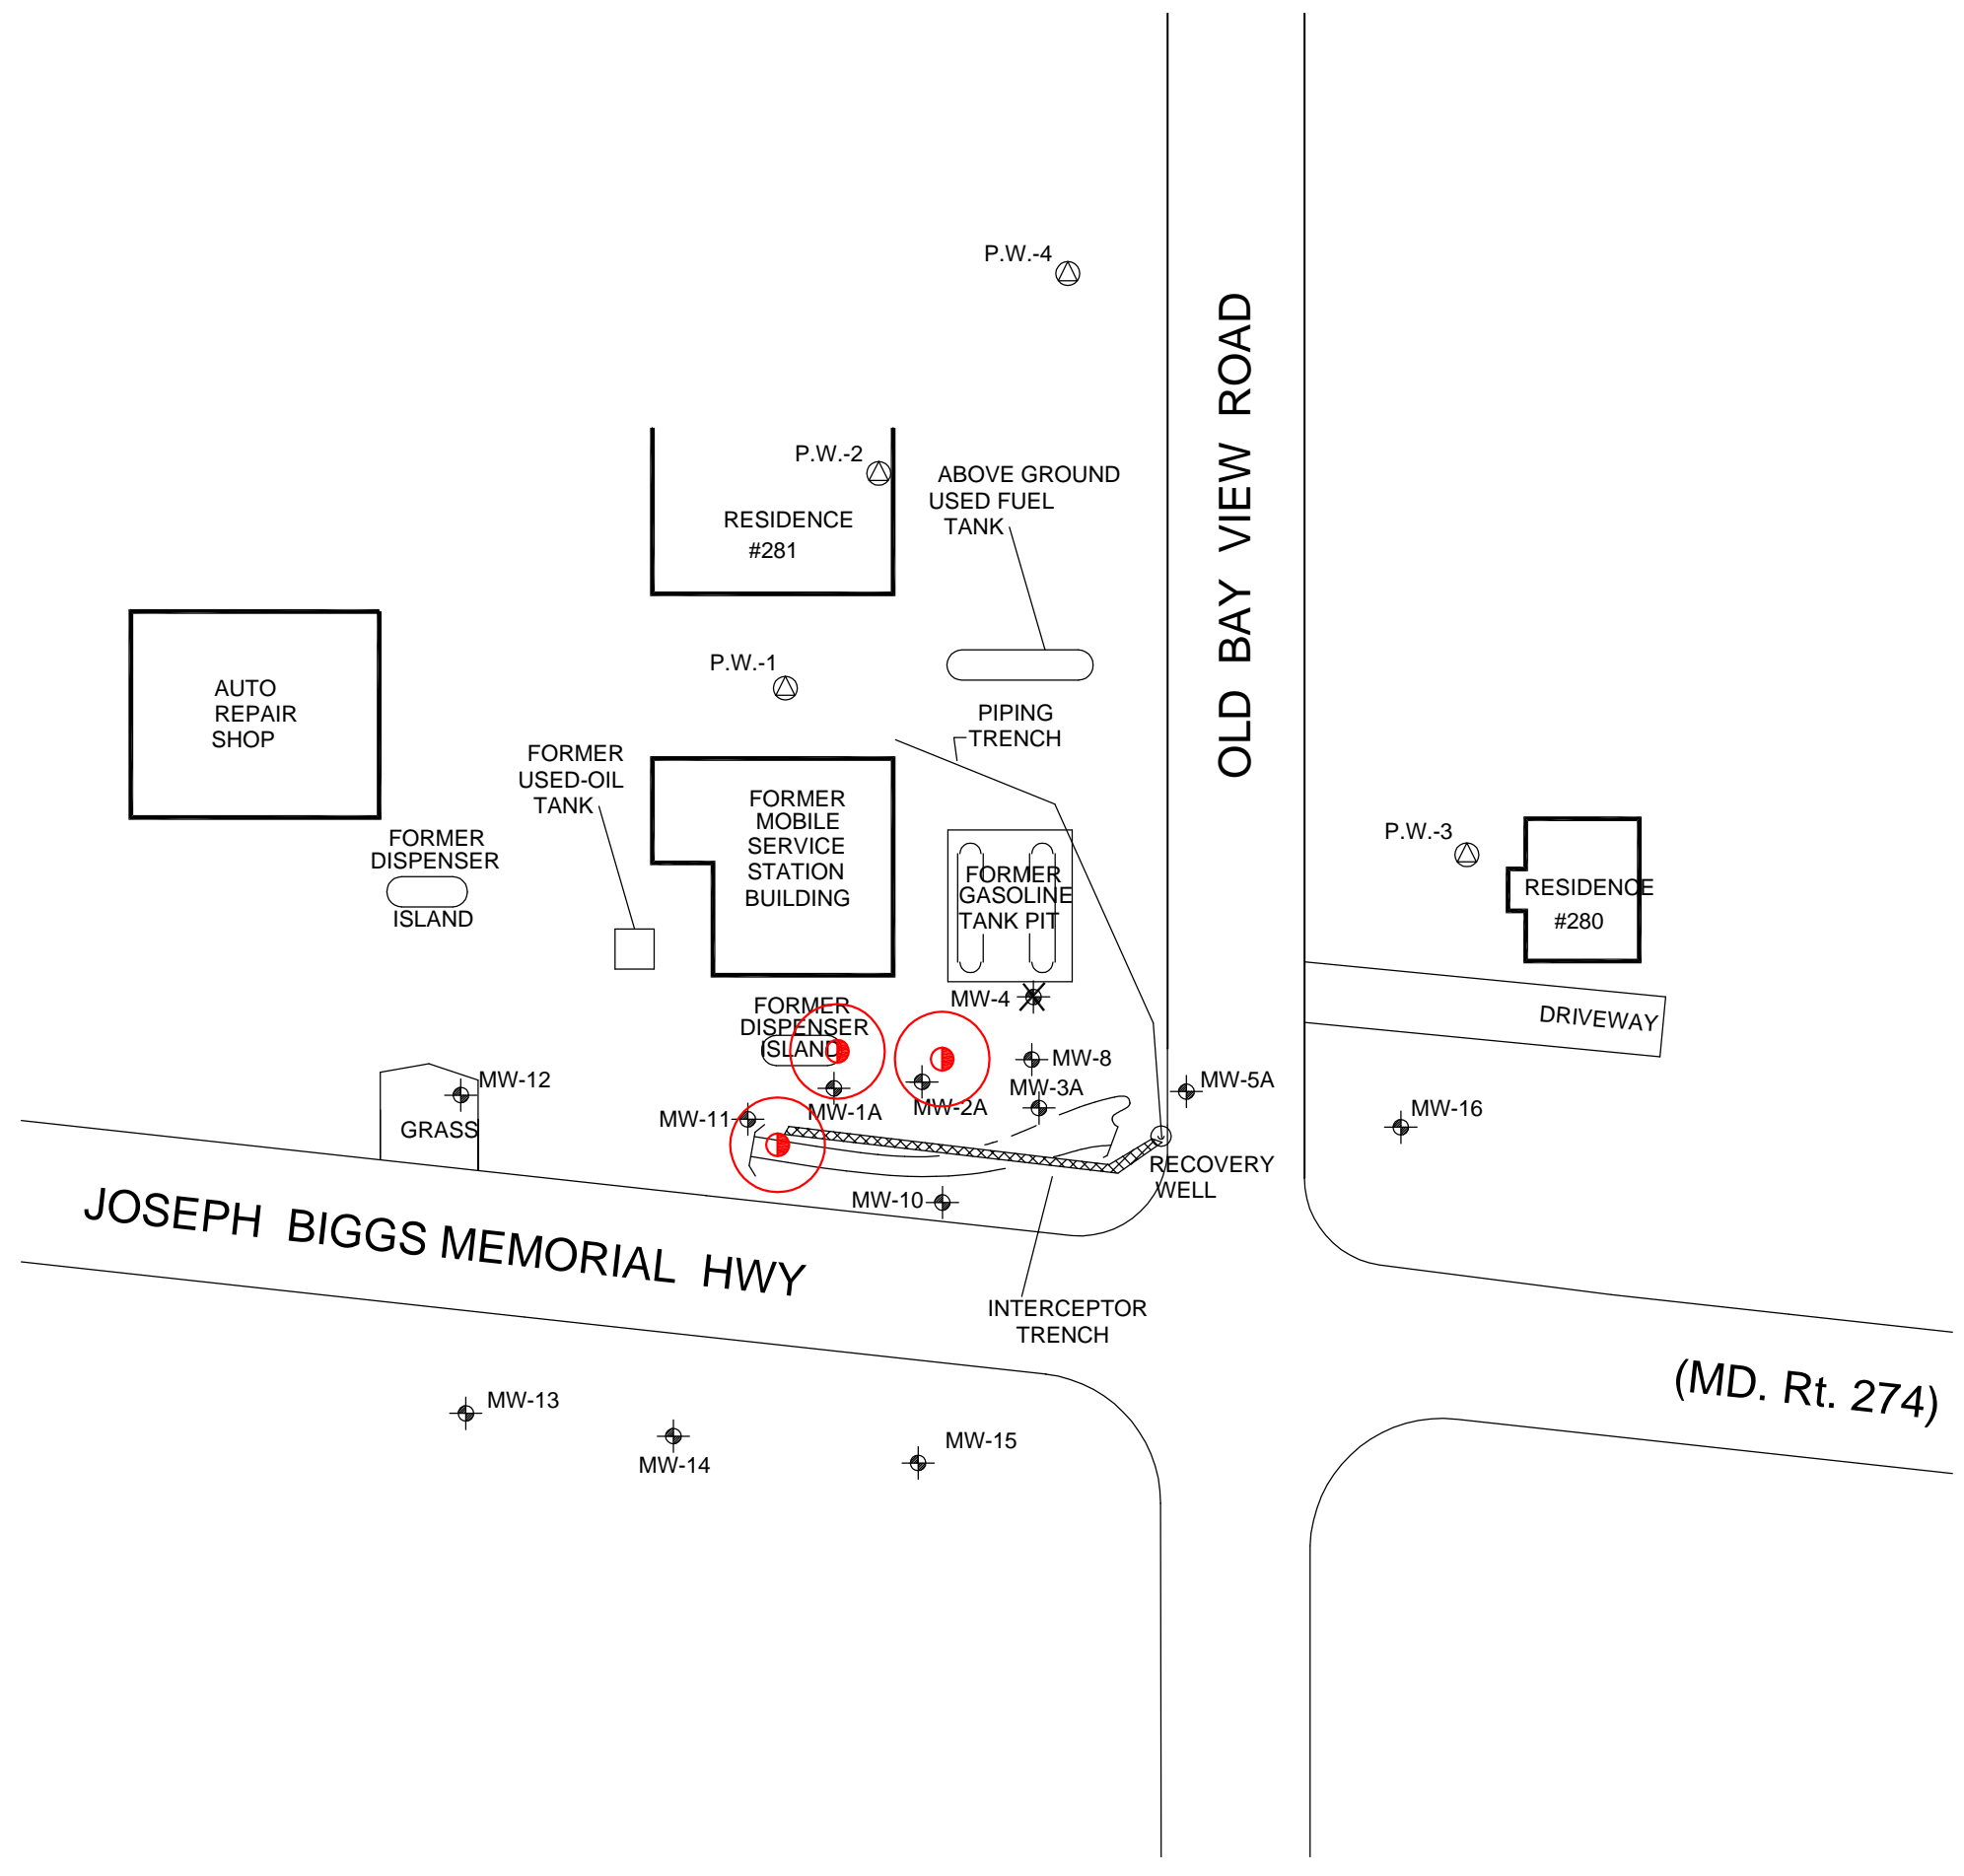 P.W.-4
OLD BAY VIEW ROAD
P.W.-2
RESIDENCE
#281
ABOVE GROUND
USED FUEL
TANK
P.W.-1
AUTO
REPAIR
SHOP
PIPING
TRENCH
FORMER
USED-OIL
TANK
FORMER
MOBILE
SERVICE
STATION
BUILDING
FORMER
DISPENSER
ISLAND
FORMER
GASOLINE
TANK PIT
P.W.-3
RESIDENCE
#280
DRIVEWAY
MW-4
FORMER
DISPENSER
ISLAND
MW-8
MW-3A
MW-5A
MW-12
MW-1A
MW-2A
MW-11
MW-16
GRASS
RECOVERY
WELL
MW-10
JOSEPH BIGGS MEMORIAL HWY
INTERCEPTOR
TRENCH
(MD. Rt. 274)
MW-13
MW-14
MW-15